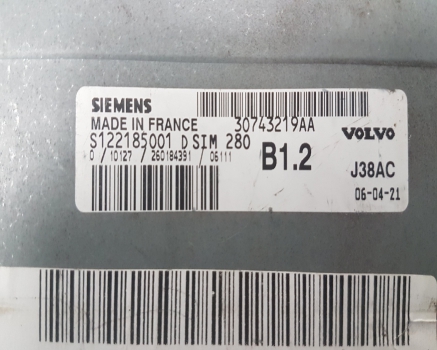 SIEMENS
MADE IN FRANCE 30743219AA VOLVO
S122185001 D SIM 280
0 / 10127 / 260184391 / 06111 B1.2 J38AC
06-04-21